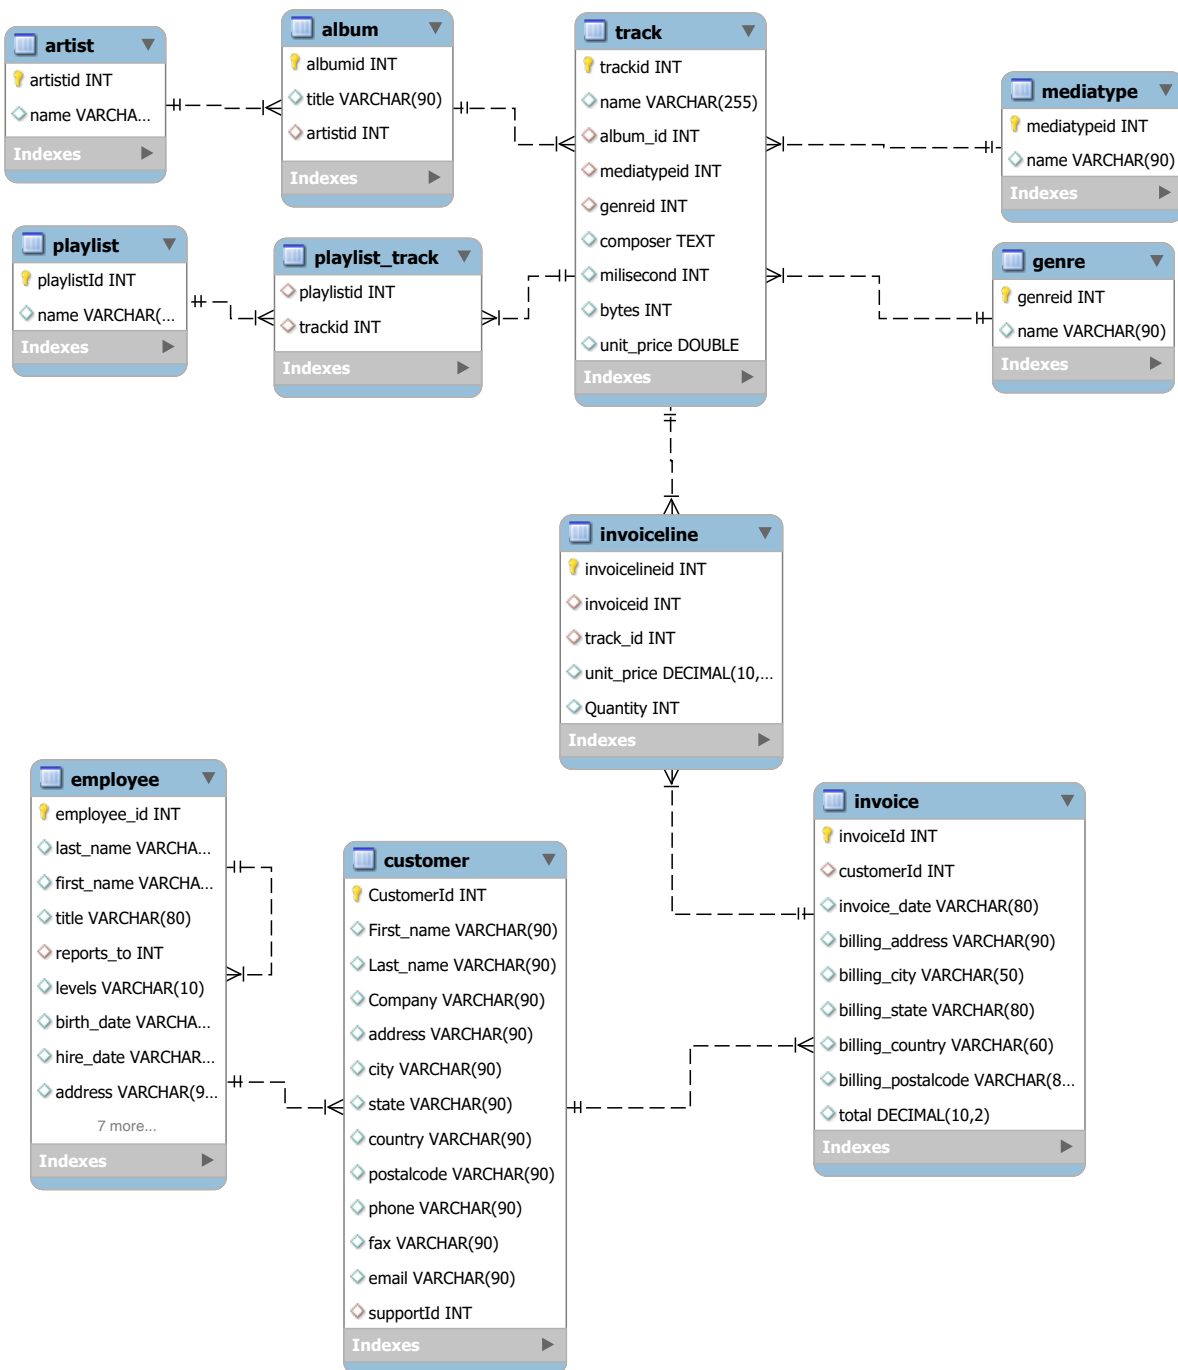 artist
artistid INT
name VARCHA...
Indexes
album
albumid INT
title VARCHAR(90)
artistid INT
Indexes
track
trackid INT
name VARCHAR(255)
album_id INT
mediatypeid INT
genreid INT
composer TEXT
milisecond INT
bytes INT
unit_price DOUBLE
Indexes
mediatype
mediatypeid INT
name VARCHAR(90)
Indexes
playlist
playlistId INT
name VARCHAR(...
Indexes
playlist_track
playlistid INT
trackid INT
Indexes
genre
genreid INT
name VARCHAR(90)
Indexes
invoiceline
invoicelineid INT
invoiceid INT
track_id INT
unit_price DECIMAL(10,...
Quantity INT
Indexes
employee
employee_id INT
last_name VARCHA...
first_name VARCHA...
title VARCHAR(80)
reports_to INT
levels VARCHAR(10)
birth_date VARCHA...
hire_date VARCHAR...
address VARCHAR(9...
7 more...
Indexes
customer
CustomerId INT
First_name VARCHAR(90)
Last_name VARCHAR(90)
Company VARCHAR(90)
address VARCHAR(90)
city VARCHAR(90)
state VARCHAR(90)
country VARCHAR(90)
postalcode VARCHAR(90)
phone VARCHAR(90)
fax VARCHAR(90)
email VARCHAR(90)
supportId INT
Indexes
invoice
invoiceId INT
customerId INT
invoice_date VARCHAR(80)
billing_address VARCHAR(90)
billing_city VARCHAR(50)
billing_state VARCHAR(80)
billing_country VARCHAR(60)
billing_postalcode VARCHAR(8...
total DECIMAL(10,2)
Indexes